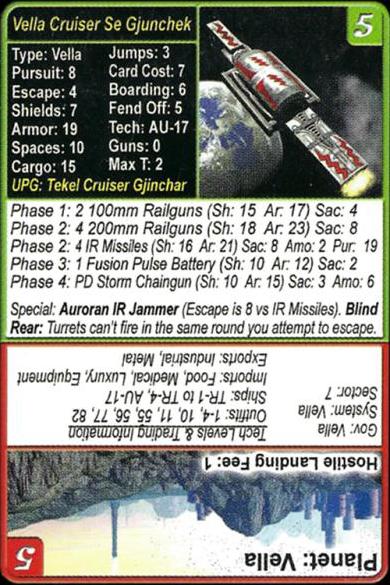 Vella Cruiser Se Gjunchek
5
Type: Vella Jumps: 3
Pursuit: 8 Card Cost: 7
Escape: 4 Boarding: 6
Shields: 7 Fend Off: 5
Armor: 19 Tech: AU-17
Spaces: 10 Guns: 0
Cargo: 15 Max T: 2
UPG: Tekel Cruiser Gjinchar
Phase 1: 2 100mm Railguns (Sh: 15 Ar: 17) Sac: 4
Phase 2: 4 200mm Railguns (Sh: 18 Ar: 23) Sac: 8
Phase 2: 4 IR Missiles (Sh: 16 Ar: 21) Sac: 8 Amo: 2 Pur: 19
Phase 3: 1 Fusion Pulse Battery (Sh: 10 Ar: 12) Sac: 2
Phase 4: PD Storm Chaingun (Sh: 10 Ar: 15) Sac: 3 Amo: 6
Special: Auroran IR Jammer (Escape is 8 vs IR Missiles). Blind
Rear: Turrets can't fire in the same round you attempt to escape.
Planet: Vella
5
Hostile Landing Fee: 1
Gov: Vella
System: Vella
Sector: 7
Tech Levels & Trading Information
Outfits: 1-4, 10, 11, 55, 56, 77, 82
Ships: TR-1 to TR-4, AU-17
Imports: Food, Medical, Luxury, Equipment
Exports: Industrial, Metal